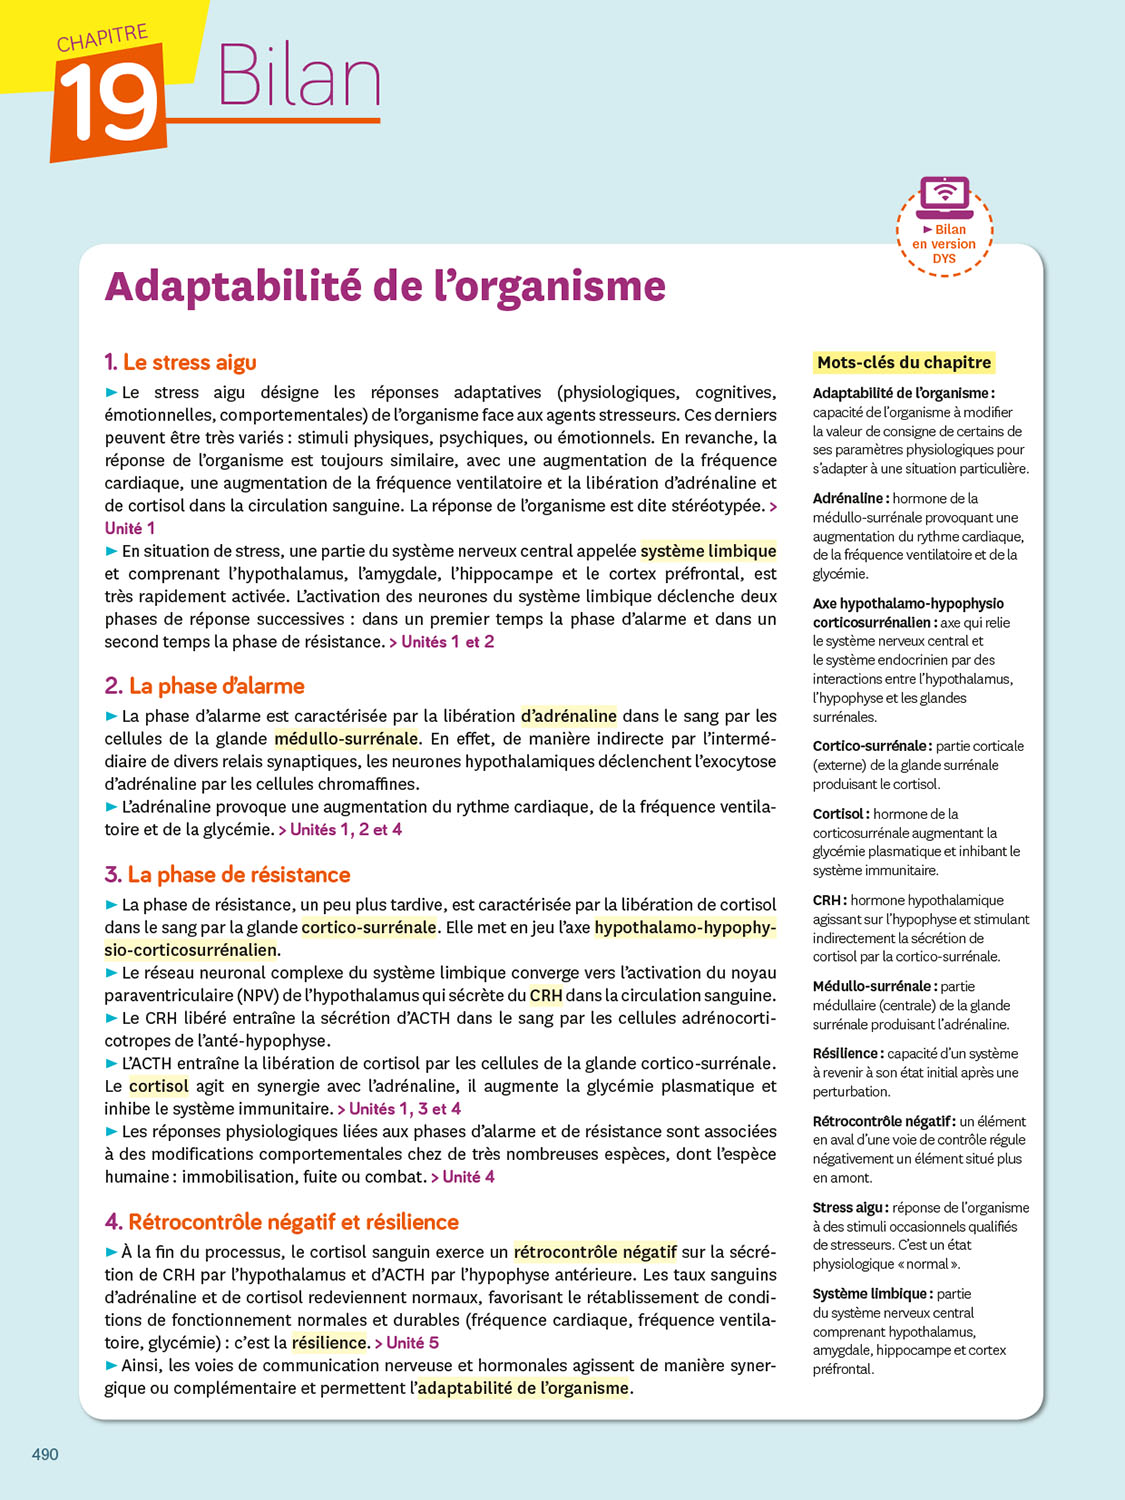 CHAPITRE
19
Bilan
► Bilan
en version
DYS
Adaptabilité de l’organisme
1. Le stress aigu
► Le stress aigu désigne les réponses adaptatives (physiologiques, cognitives,
émotionnelles, comportementales) de l’organisme face aux agents stresseurs. Ces derniers
peuvent être très variés : stimuli physiques, psychiques, ou émotionnels. En revanche, la
réponse de l’organisme est toujours similaire, avec une augmentation de la fréquence
cardiaque, une augmentation de la fréquence ventilatoire et la libération d’adrénaline et
de cortisol dans la circulation sanguine. La réponse de l’organisme est dite stéréotypée. >
Unité 1
► En situation de stress, une partie du système nerveux central appelée système limbique
et comprenant l’hypothalamus, l’amygdale, l’hippocampe et le cortex préfrontal, est
très rapidement activée. L’activation des neurones du système limbique déclenche deux
phases de réponse successives : dans un premier temps la phase d’alarme et dans un
second temps la phase de résistance. > Unités 1 et 2
2. La phase d’alarme
► La phase d’alarme est caractérisée par la libération d’adrénaline dans le sang par les
cellules de la glande médullo-surrénale. En effet, de manière indirecte par l’intermé-
diaire de divers relais synaptiques, les neurones hypothalamiques déclenchent l’exocytose
d’adrénaline par les cellules chromaffines.
► L’adrénaline provoque une augmentation du rythme cardiaque, de la fréquence ventila-
toire et de la glycémie. > Unités 1, 2 et 4
3. La phase de résistance
► La phase de résistance, un peu plus tardive, est caractérisée par la libération de cortisol
dans le sang par la glande cortico-surrénale. Elle met en jeu l’axe hypothalamo-hypophy-
sio-corticosurrénalien.
► Le réseau neuronal complexe du système limbique converge vers l’activation du noyau
paraventriculaire (NPV) de l’hypothalamus qui sécrète du CRH dans la circulation sanguine.
► Le CRH libéré entraîne la sécrétion d’ACTH dans le sang par les cellules adrénocorti-
cotropes de l’anté-hypophyse.
► L’ACTH entraîne la libération de cortisol par les cellules de la glande cortico-surrénale.
Le cortisol agit en synergie avec l’adrénaline, il augmente la glycémie plasmatique et
inhibe le système immunitaire. > Unités 1, 3 et 4
► Les réponses physiologiques liées aux phases d’alarme et de résistance sont associées
à des modifications comportementales chez de très nombreuses espèces, dont l’espèce
humaine : immobilisation, fuite ou combat. > Unité 4
4. Rétrocontrôle négatif et résilience
► À la fin du processus, le cortisol sanguin exerce un rétrocontrôle négatif sur la sécré-
tion de CRH par l’hypothalamus et d’ACTH par l’hypophyse antérieure. Les taux sanguins
d’adrénaline et de cortisol redeviennent normaux, favorisant le rétablissement de condi-
tions de fonctionnement normales et durables (fréquence cardiaque, fréquence ventila-
toire, glycémie) : c’est la résilience. > Unité 5
► Ainsi, les voies de communication nerveuse et hormonales agissent de manière syner-
gique ou complémentaire et permettent l’adaptabilité de l’organisme.
Mots-clés du chapitre
Adaptabilité de l’organisme :
capacité de l’organisme à modifier
la valeur de consigne de certains de
ses paramètres physiologiques pour
s’adapter à une situation particulière.
Adrénaline : hormone de la
médullo-surrénale provoquant une
augmentation du rythme cardiaque,
de la fréquence ventilatoire et de la
glycémie.
Axe hypothalamo-hypophysio
corticosurrénalien : axe qui relie
le système nerveux central et
le système endocrinien par des
interactions entre l’hypothalamus,
l’hypophyse et les glandes
surrénales.
Cortico-surrénale : partie corticale
(externe) de la glande surrénale
produisant le cortisol.
Cortisol : hormone de la
corticosurrénale augmentant la
glycémie plasmatique et inhibant le
système immunitaire.
CRH : hormone hypothalamique
agissant sur l’hypophyse et stimulant
indirectement la sécrétion de
cortisol par la cortico-surrénale.
Médullo-surrénale : partie
médullaire (centrale) de la glande
surrénale produisant l’adrénaline.
Résilience : capacité d’un système
à revenir à son état initial après une
perturbation.
Rétrocontrôle négatif : un élément
en aval d’une voie de contrôle régule
négativement un élément situé plus
en amont.
Stress aigu : réponse de l’organisme
à des stimuli occasionnels qualifiés
de stresseurs. C’est un état
physiologique « normal ».
Système limbique : partie
du système nerveux central
comprenant hypothalamus,
amygdale, hippocampe et cortex
préfrontal.
490